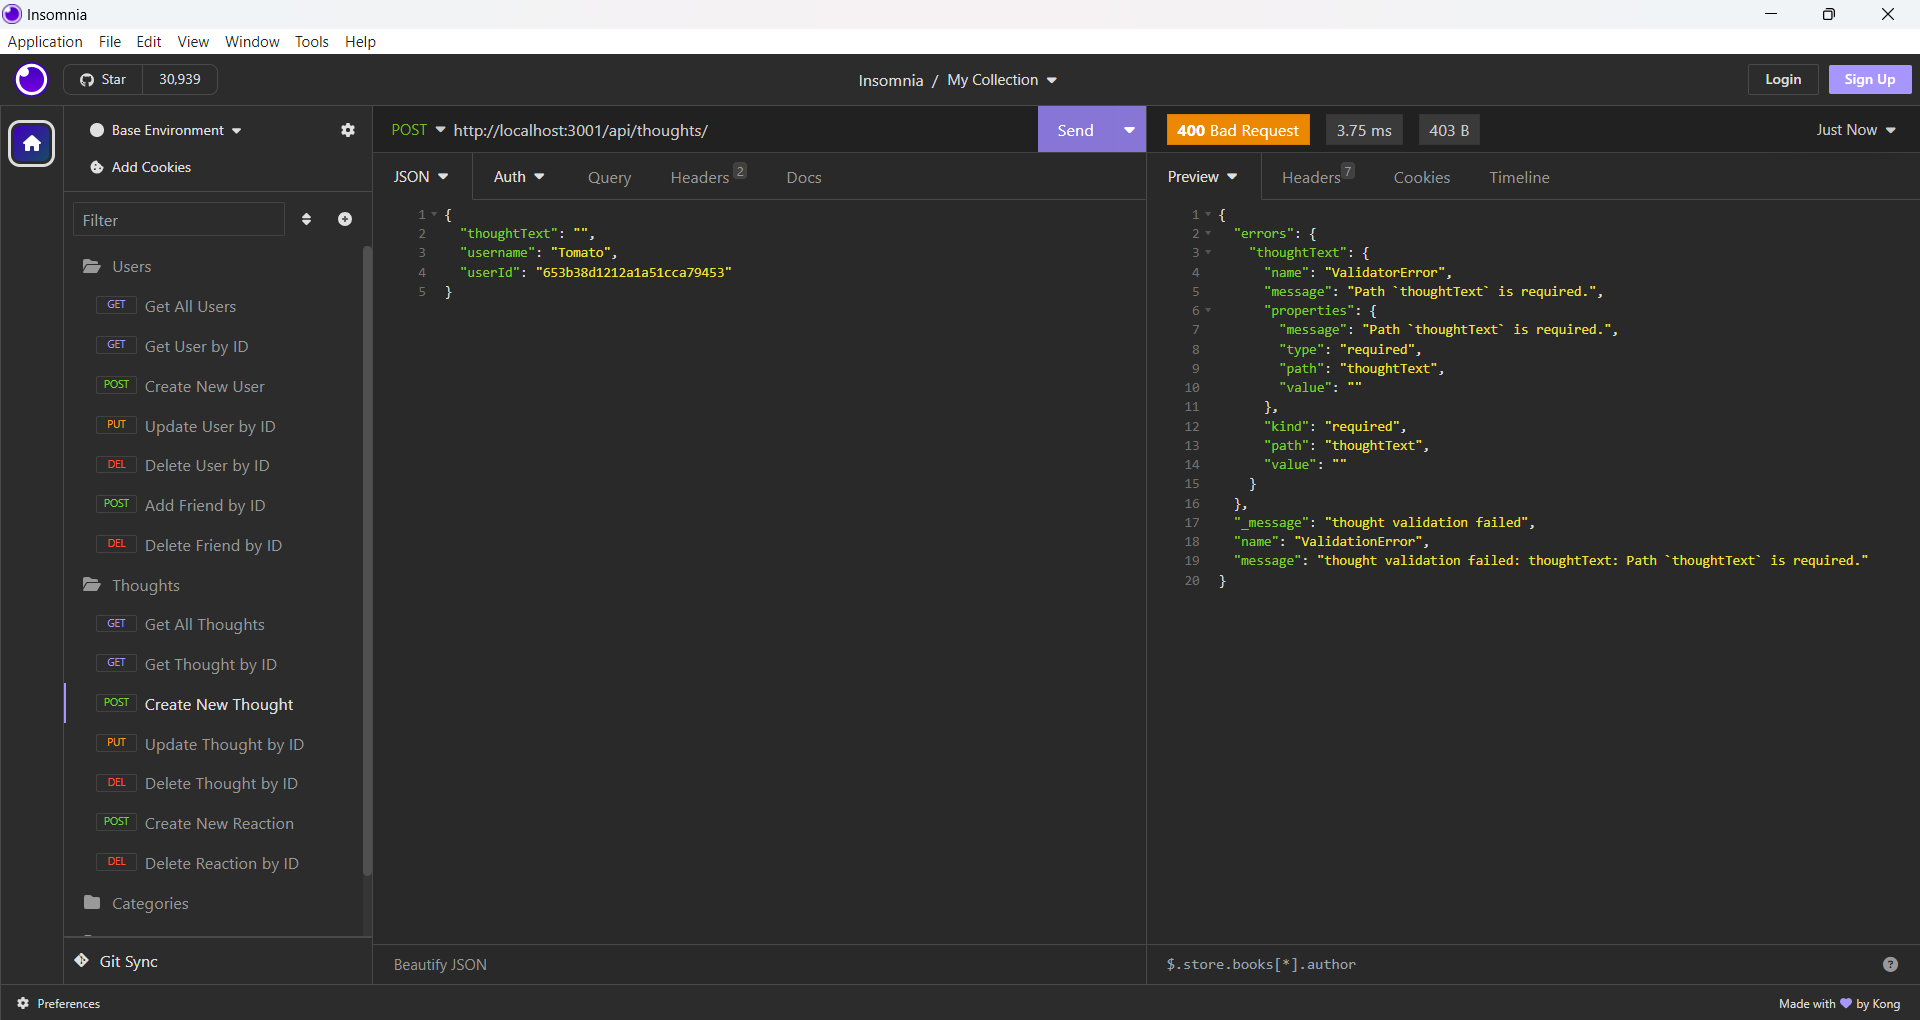 Insomnia
Application File Edit View Window Tools Help
Star 30,939
Insomnia / My Collection
Login Sign Up
Base Environment
Add Cookies
Filter
Users
GET Get All Users
GET Get User by ID
POST Create New User
PUT Update User by ID
DEL Delete User by ID
POST Add Friend by ID
DEL Delete Friend by ID
Thoughts
GET Get All Thoughts
GET Get Thought by ID
POST Create New Thought
PUT Update Thought by ID
DEL Delete Thought by ID
POST Create New Reaction
DEL Delete Reaction by ID
Categories
Git Sync
POST http://localhost:3001/api/thoughts/ Send
JSON Auth Query Headers 2 Docs
1 {
2 "thoughtText": "",
3 "username": "Tomato",
4 "userId": "653b38d1212a1a51cca79453"
5 }
Beautify JSON
400 Bad Request 3.75 ms 403 B Just Now
Preview Headers 7 Cookies Timeline
1 {
2 "errors": {
3 "thoughtText": {
4 "name": "ValidatorError",
5 "message": "Path `thoughtText` is required.",
6 "properties": {
7 "message": "Path `thoughtText` is required.",
8 "type": "required",
9 "path": "thoughtText",
10 "value": ""
11 },
12 "kind": "required",
13 "path": "thoughtText",
14 "value": ""
15 }
16 },
17 "_message": "thought validation failed",
18 "name": "ValidationError",
19 "message": "thought validation failed: thoughtText: Path `thoughtText` is required."
20 }
$.store.books[*].author
?
Preferences
Made with 💜 by Kong